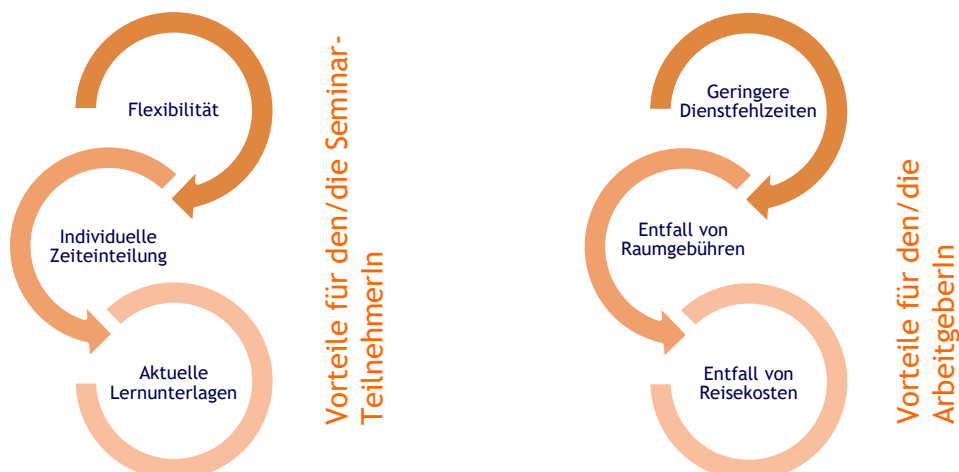 Flexibilität
Individuelle
Zeiteinteilung
Aktuelle
Lernunterlagen
Vorteile für den/die Seminar-
TeilnehmerIn
Geringere
Dienstfehlzeiten
Entfall von
Raumgebühren
Entfall von
Reisekosten
Vorteile für den/die
ArbeitgeberIn